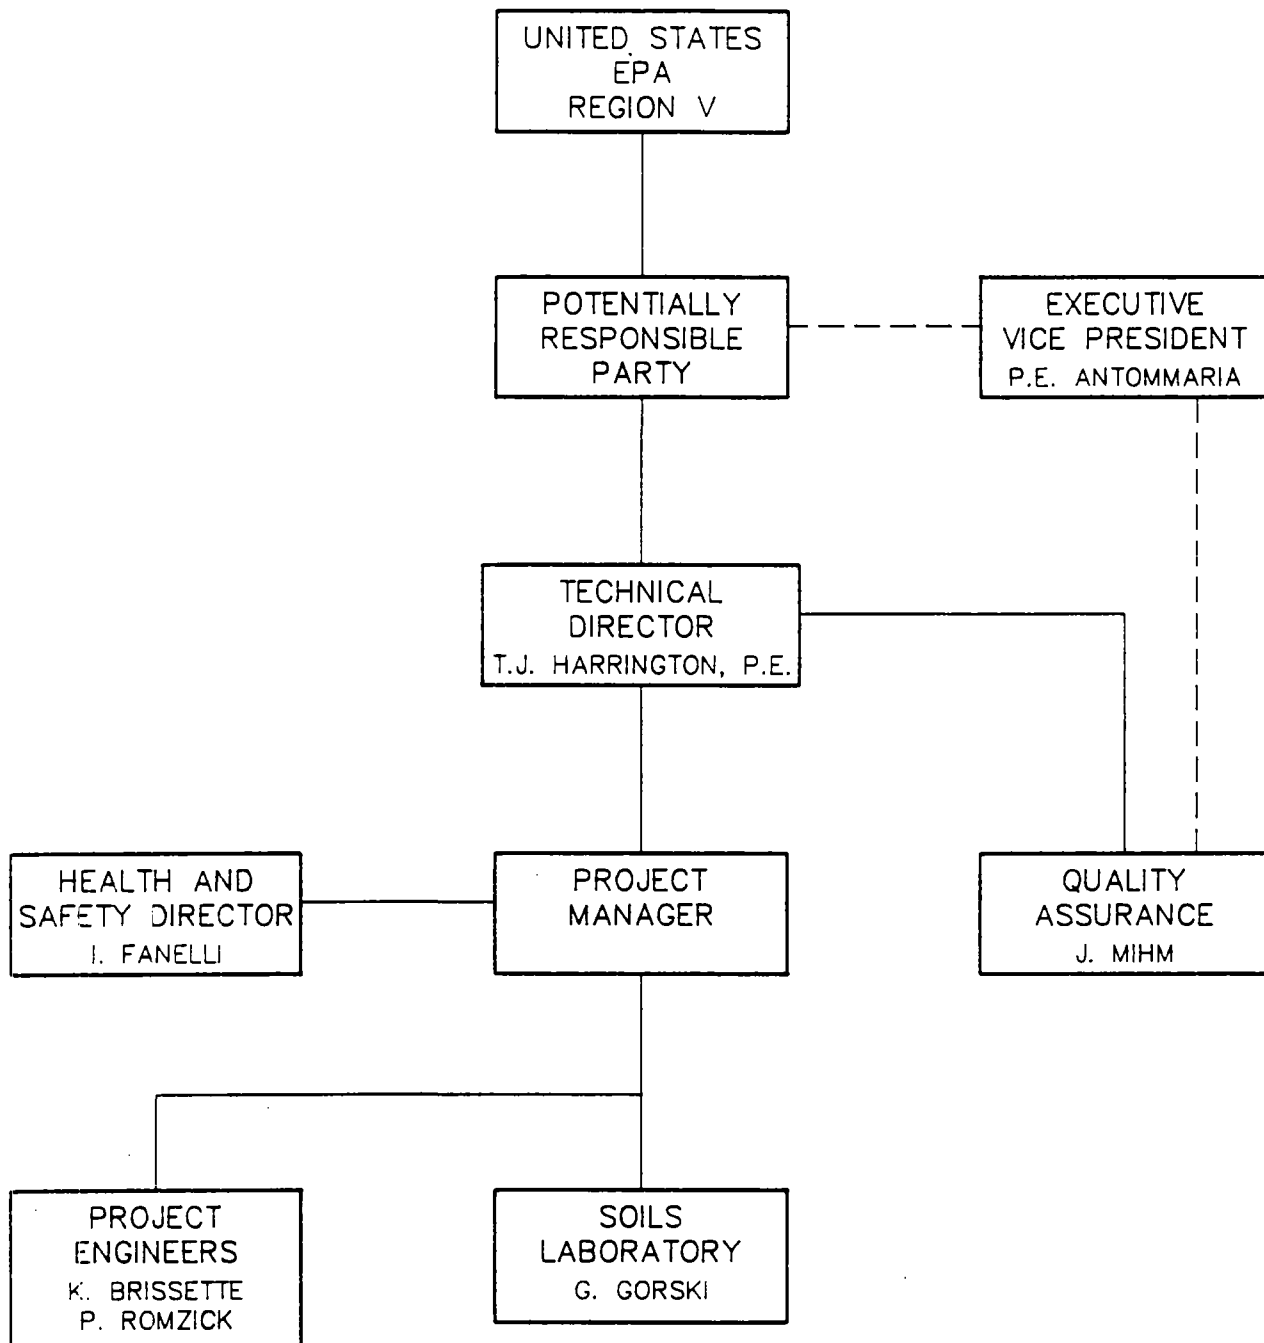 UNITED STATES
EPA
REGION V
POTENTIALLY
RESPONSIBLE
PARTY
EXECUTIVE
VICE PRESIDENT
P.E. ANTOMMARIA
TECHNICAL
DIRECTOR
T.J. HARRINGTON, P.E.
HEALTH AND
SAFETY DIRECTOR
I. FANELLI
PROJECT
MANAGER
QUALITY
ASSURANCE
J. MIHM
PROJECT
ENGINEERS
K. BRISSETTE
P. ROMZICK
SOILS
LABORATORY
G. GORSKI